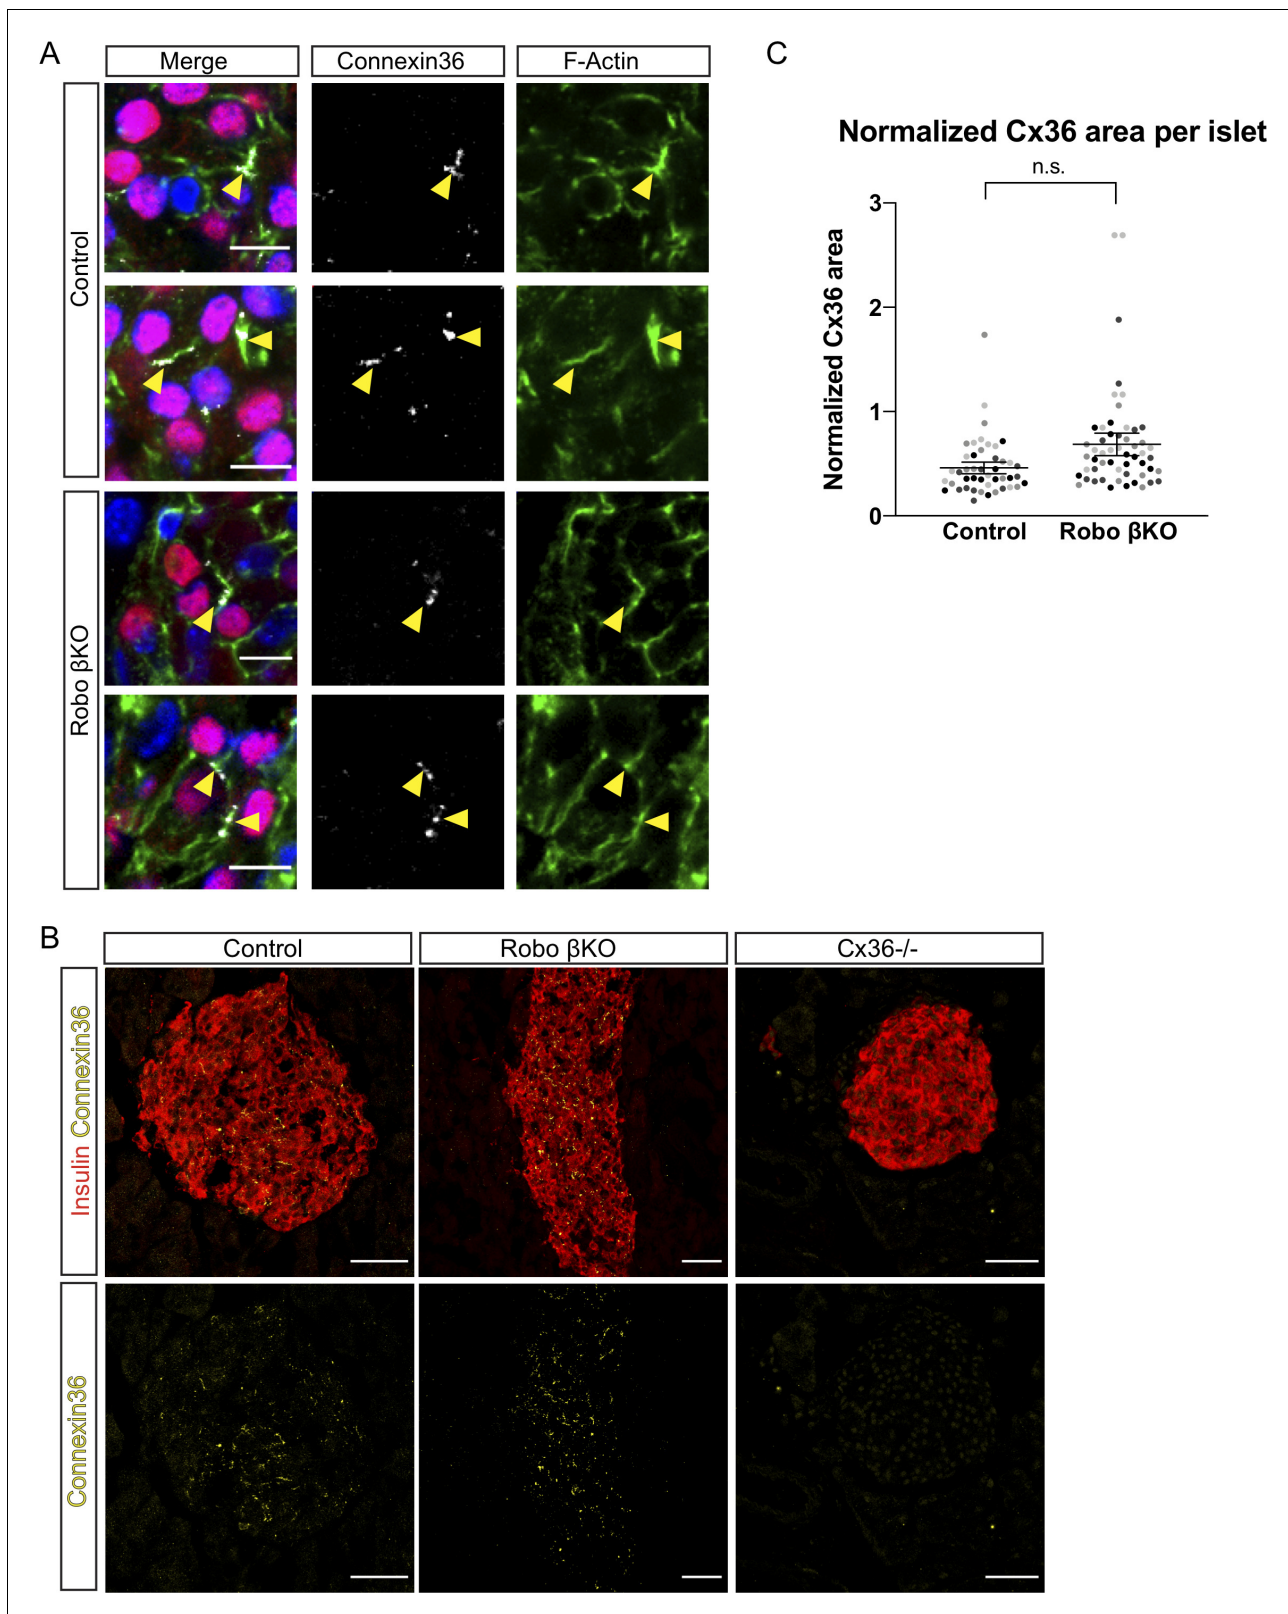 A
Merge
Connexin36
F-Actin
Control
Robo βKO
C
Normalized Cx36 area per islet
n.s.
Normalized Cx36 area
3
2
1
0
Control
Robo βKO
B
Control
Robo βKO
Cx36-/-
Insulin Connexin36
Connexin36